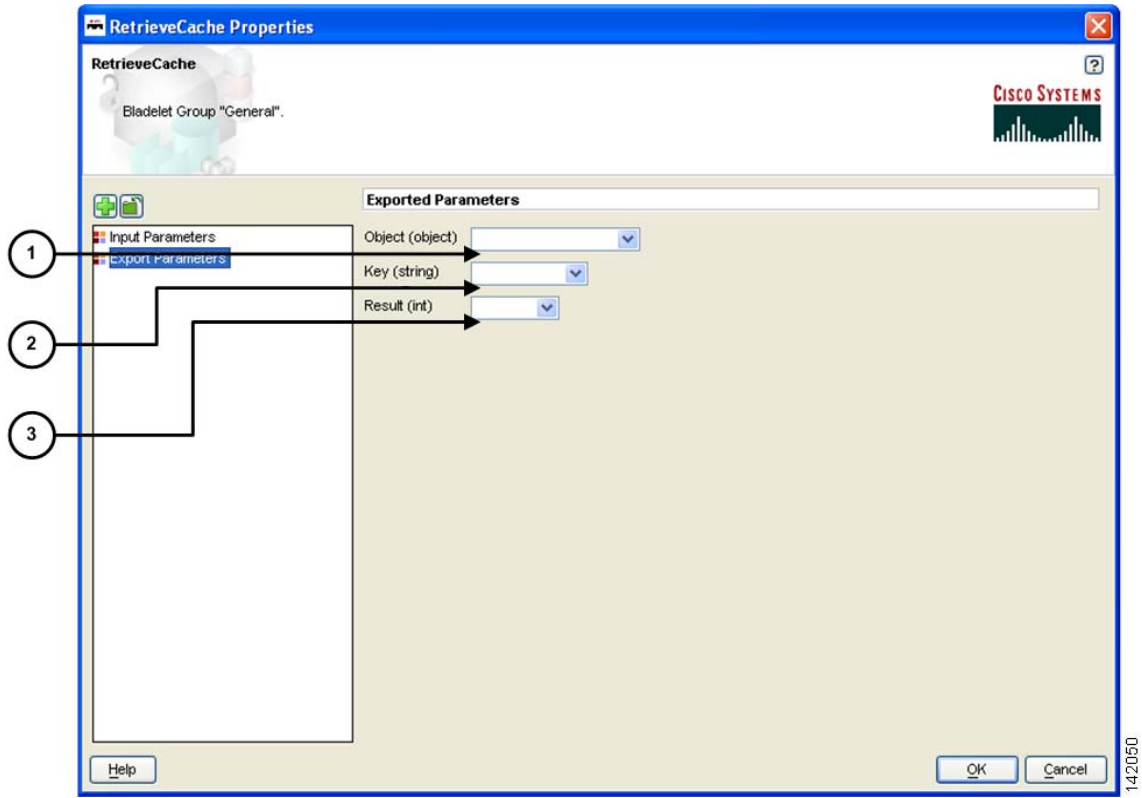 RetrieveCache Properties
RetrieveCache
?
Bladelet Group "General".
CISCO SYSTEMS
Exported Parameters
Input Parameters
Object (object)
1
Export Parameters
Key (string)
Result (int)
2
3
Help
OK
Cancel
142050